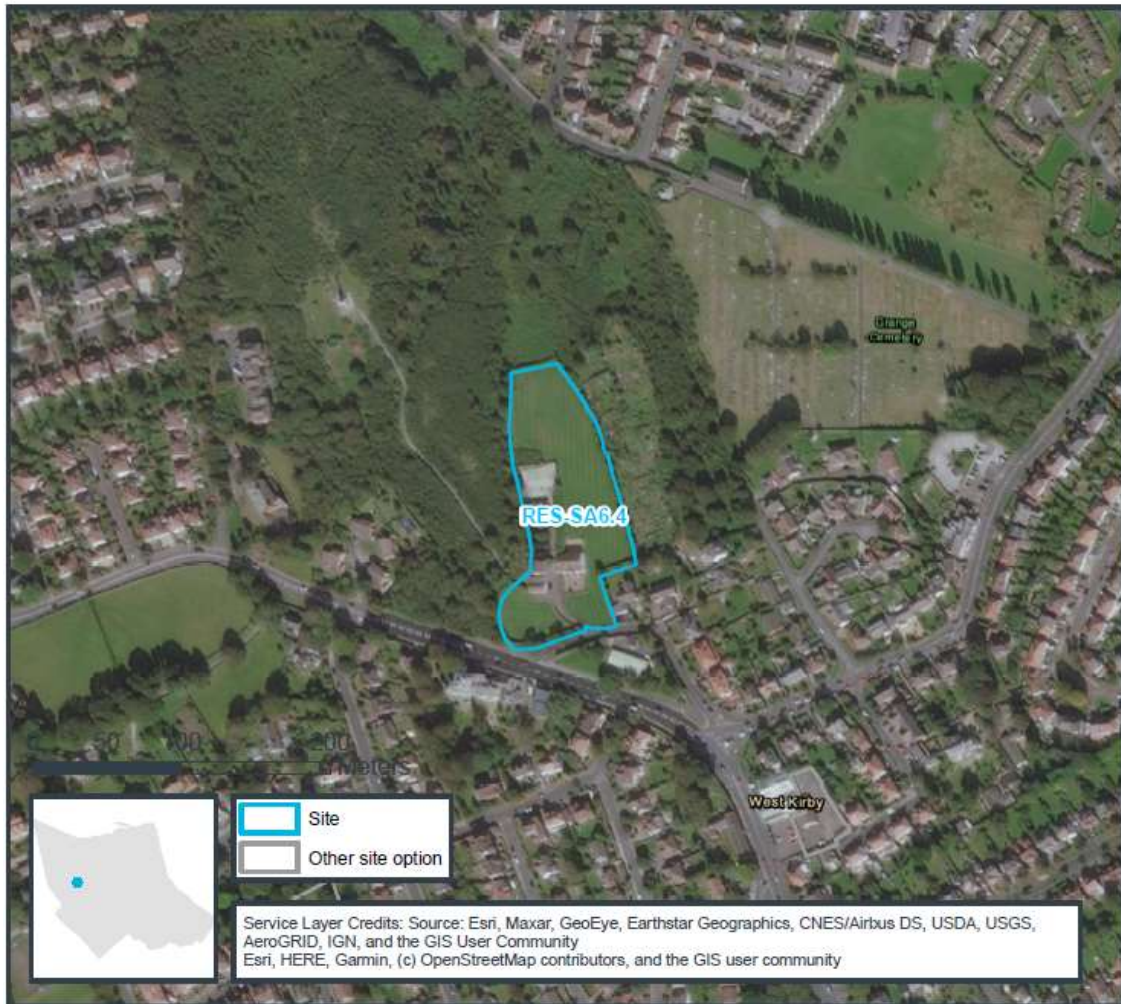 Grange
Cemetery
RES-SA6.4
0 50 100 200
Meters
West Kirby
Site
Other site option
Service Layer Credits: Source: Esri, Maxar, GeoEye, Earthstar Geographics, CNES/Airbus DS, USDA, USGS,
AeroGRID, IGN, and the GIS User Community
Esri, HERE, Garmin, (c) OpenStreetMap contributors, and the GIS user community